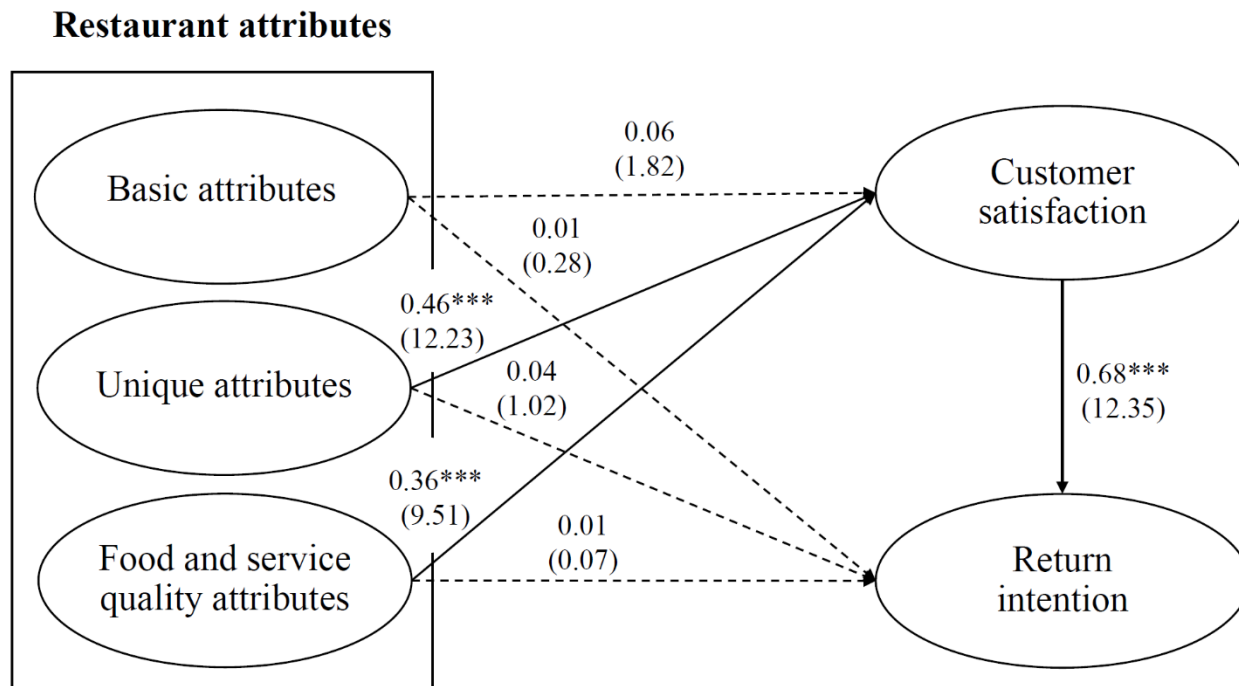 Restaurant attributes
Basic attributes
0.06
(1.82)
Customer
satisfaction
0.01
(0.28)
0.46***
(12.23)
Unique attributes
0.04
(1.02)
0.68***
(12.35)
0.36***
(9.51)
Food and service
quality attributes
0.01
(0.07)
Return
intention